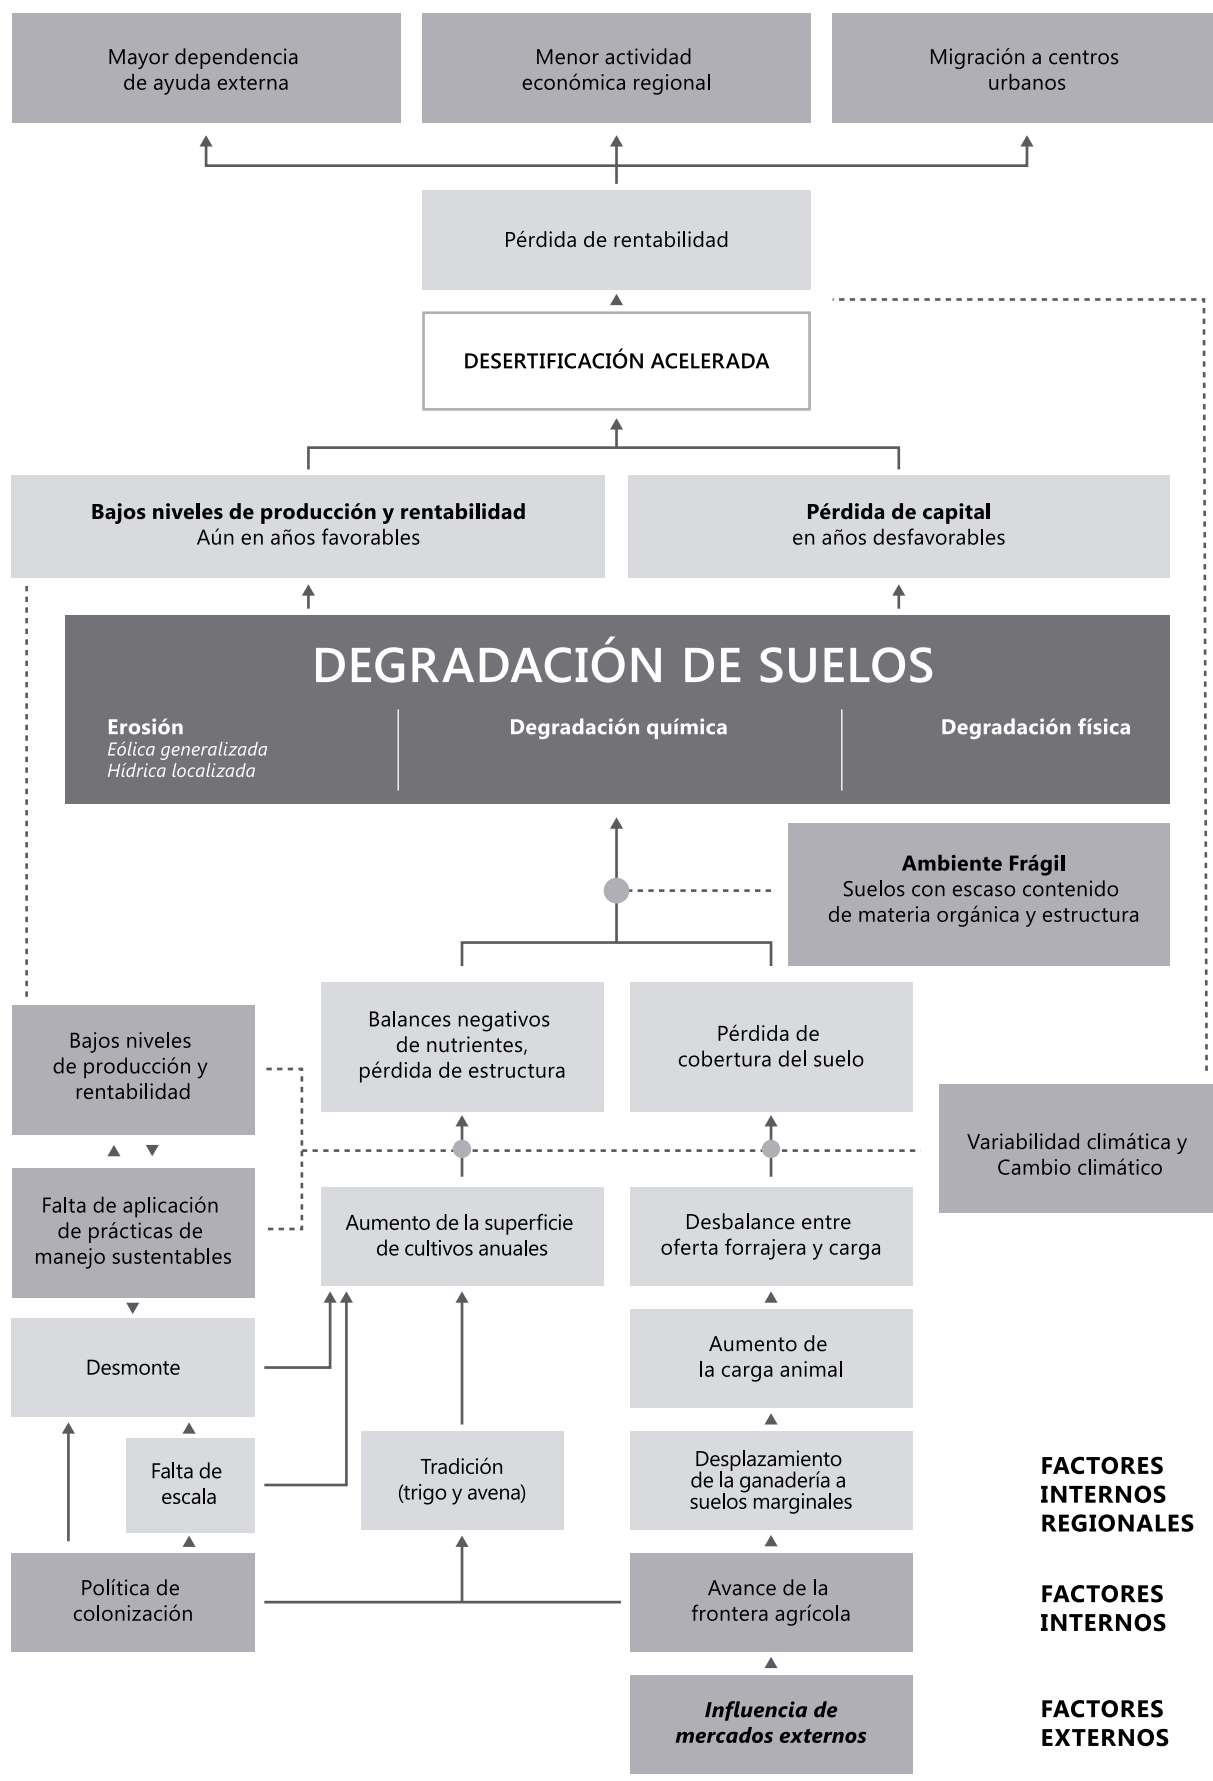 Mayor dependencia
de ayuda externa
Menor actividad
económica regional
Migración a centros
urbanos
Pérdida de rentabilidad
DESERTIFICACIÓN ACELERADA
Bajos niveles de producción y rentabilidad
Aún en años favorables
Pérdida de capital
en años desfavorables
DEGRADACIÓN DE SUELOS
Erosión
Eólica generalizada
Hídrica localizada
Degradación química
Degradación física
Ambiente Frágil
Suelos con escaso contenido
de materia orgánica y estructura
Bajos niveles
de producción y
rentabilidad
Balances negativos
de nutrientes,
pérdida de estructura
Pérdida de
cobertura del suelo
Variabilidad climática y
Cambio climático
Falta de aplicación
de prácticas de
manejo sustentables
Aumento de la superficie
de cultivos anuales
Desbalance entre
oferta forrajera y carga
Desmonte
Aumento de
la carga animal
Falta de
escala
Tradición
(trigo y avena)
Desplazamiento
de la ganadería a
suelos marginales
FACTORES
INTERNOS
REGIONALES
Política de
colonización
Avance de la
frontera agrícola
FACTORES
INTERNOS
Influencia de
mercados externos
FACTORES
EXTERNOS